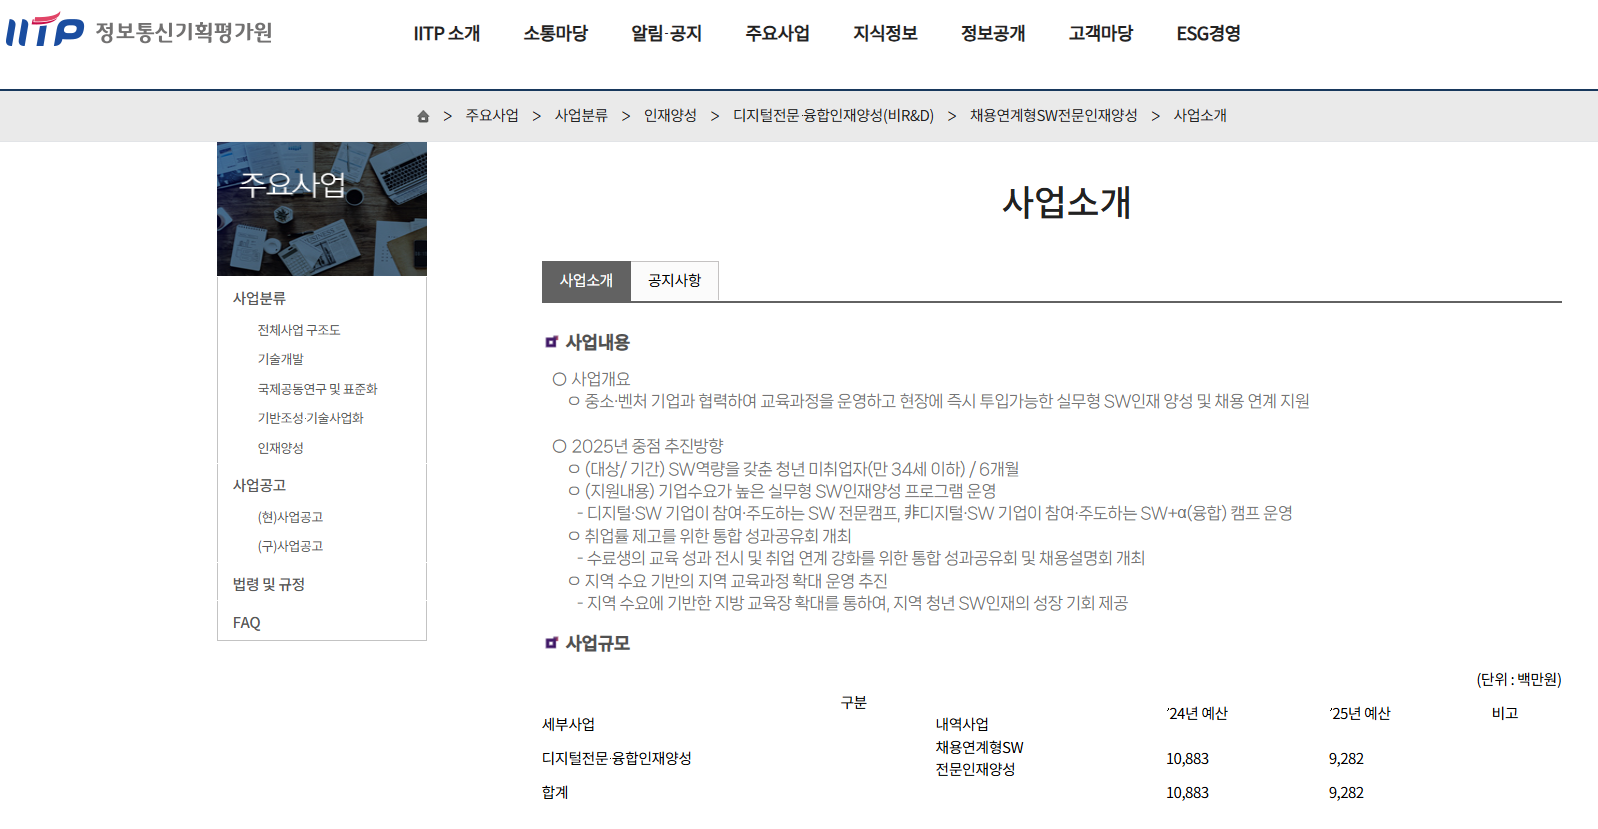 IITP 정보통신기획평가원
IITP 소개 소통마당 알림·공지 주요사업 지식정보 정보공개 고객마당 ESG경영
> 주요사업 > 사업분류 > 인재양성 > 디지털전문·융합인재양성(비R&D) > 채용연계형SW전문인재양성 > 사업소개
주요사업
사업분류
전체사업 구조도
기술개발
국제공동연구 및 표준화
기반조성·기술사업화
인재양성
사업공고
(현)사업공고
(구)사업공고
법령 및 규정
FAQ
사업소개
사업소개 공지사항
사업내용
○ 사업개요
ㅇ 중소·벤처 기업과 협력하여 교육과정을 운영하고 현장에 즉시 투입가능한 실무형 SW인재 양성 및 채용 연계 지원
○ 2025년 중점 추진방향
ㅇ (대상/ 기간) SW역량을 갖춘 청년 미취업자(만 34세 이하) / 6개월
ㅇ (지원내용) 기업수요가 높은 실무형 SW인재양성 프로그램 운영
- 디지털·SW 기업이 참여·주도하는 SW 전문캠프, 非디지털·SW 기업이 참여·주도하는 SW+α(융합) 캠프 운영
ㅇ 취업률 제고를 위한 통합 성과공유회 개최
- 수료생의 교육 성과 전시 및 취업 연계 강화를 위한 통합 성과공유회 및 채용설명회 개최
ㅇ 지역 수요 기반의 지역 교육과정 확대 운영 추진
- 지역 수요에 기반한 지방 교육장 확대를 통하여, 지역 청년 SW인재의 성장 기회 제공
사업규모
(단위 : 백만원)
구분
'24년 예산 '25년 예산 비고
세부사업 내역사업
디지털전문·융합인재양성 채용연계형SW
전문인재양성 10,883 9,282
합계 10,883 9,282